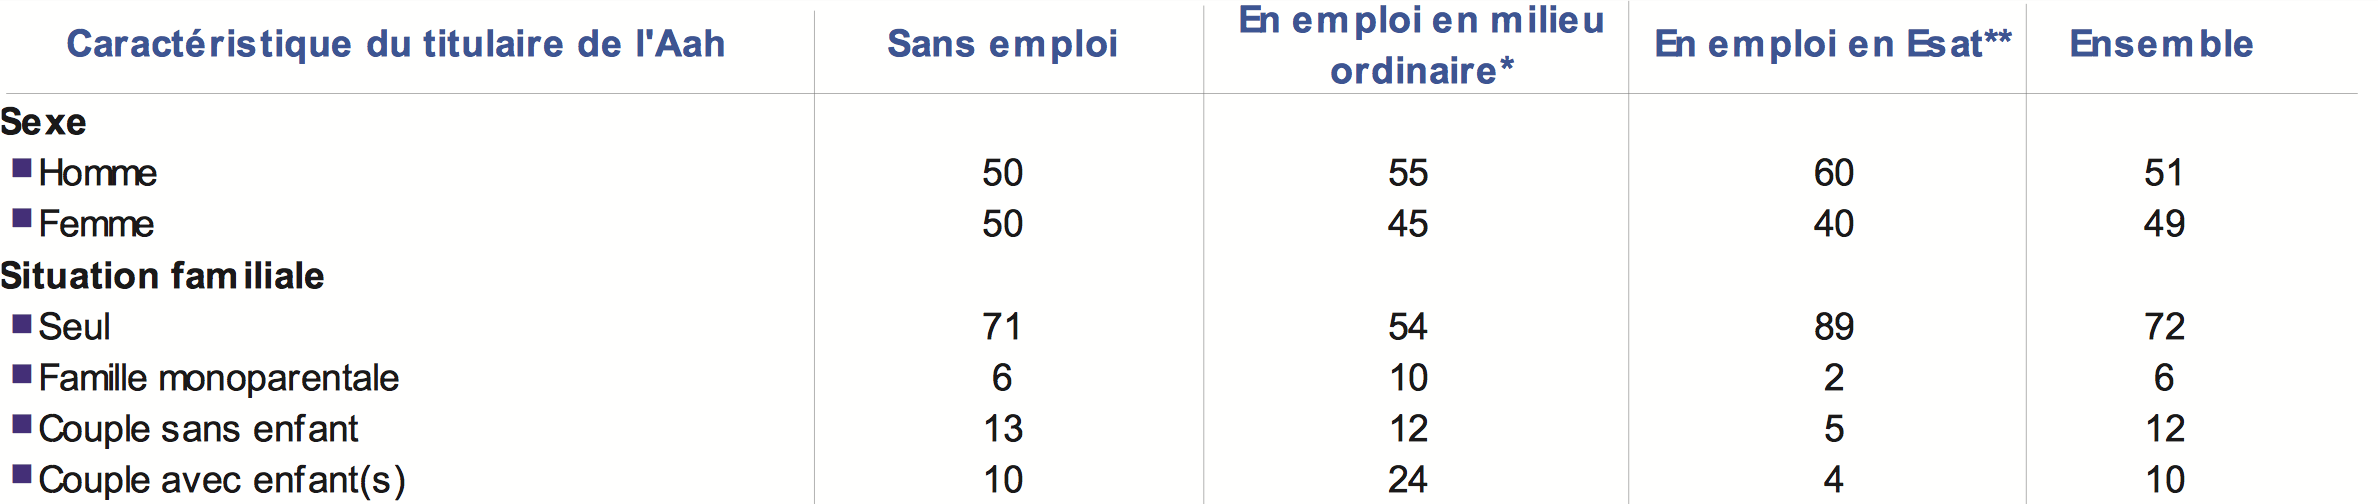 Caractéristique du titulaire de l'Aah Sans emploi En emploi en milieu ordinaire* En emploi en Esat** Ensemble
Sexe
Homme 50 55 60 51
Femme 50 45 40 49
Situation familiale
Seul 71 54 89 72
Famille monoparentale 6 10 2 6
Couple sans enfant 13 12 5 12
Couple avec enfant(s) 10 24 4 10